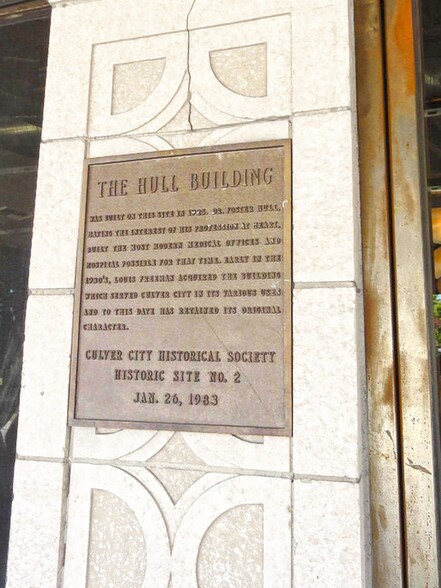 THE HULL BUILDING
WAS BUILT ON THIS SITE IN 1925. DR. FOSTER HULL,
HAVING THE INTEREST OF HIS PROFESSION AT HEART,
BUILT THE MOST MODERN MEDICAL OFFICES AND
HOSPITAL POSSIBLE FOR THAT TIME. EARLY IN THE
1930'S, LOUIS FREEMAN ACQUIRED THE BUILDING
WHICH SERVED CULVER CITY IN ITS VARIOUS USES
AND TO THIS DATE HAS RETAINED ITS ORIGINAL
CHARACTER.
CULVER CITY HISTORICAL SOCIETY
HISTORIC SITE NO. 2
JAN. 26, 1983